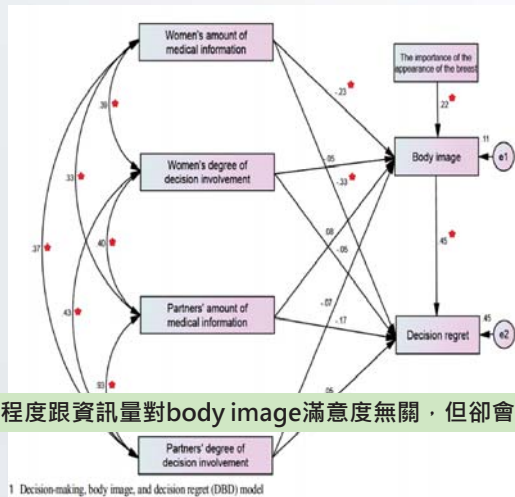 Women's amount of
medical information
The importance of the
appearance of the breast
.39
-.23
.22
.11
Body image
e1
Women's degree of
decision involvement
-.05
-.33
.33
.37
.40
.08
-.05
.45
.43
Partners' amount of
medical information
-.07
-.17
.45
Decision regret
e2
.93
.05
程度跟資訊量對body image滿意度無關，但卻會
Partners' degree of
decision involvement
1 Decision-making, body image, and decision regret (DBD) model